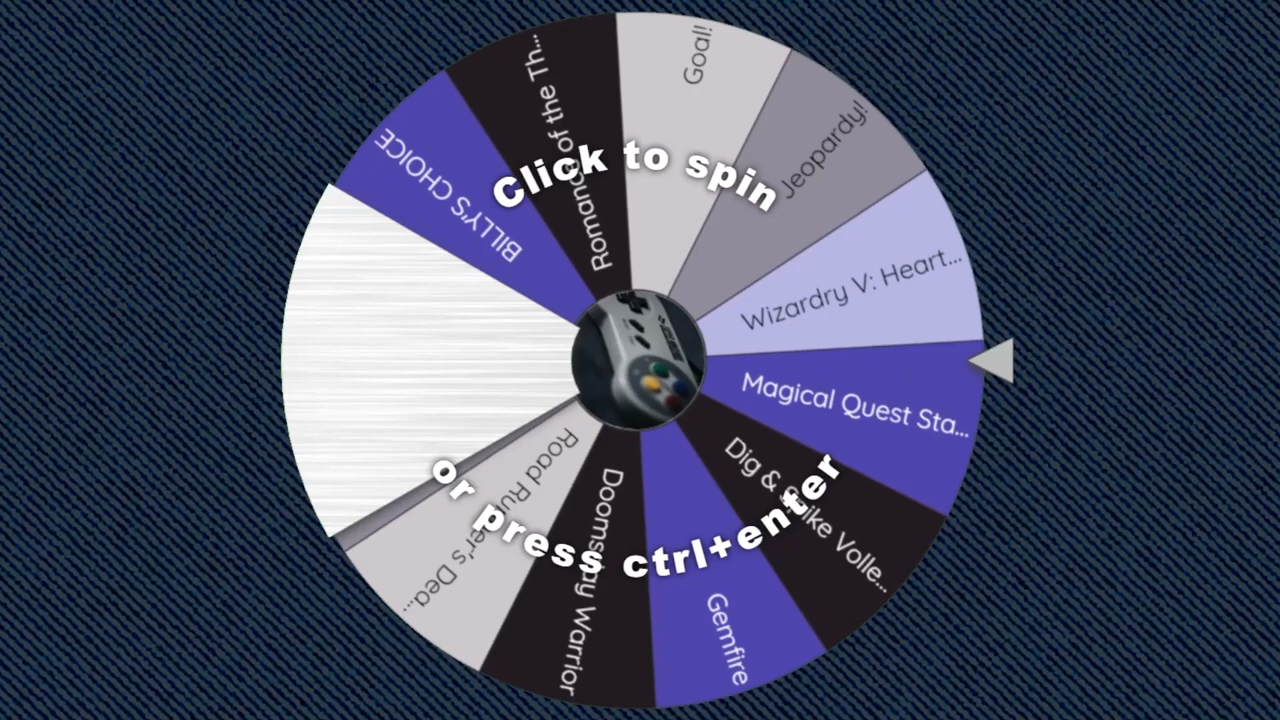 Click to spin
or press ctrl+enter
BILLY'S CHOICE
Romance of the Th...
Goal!
Jeopardy!
Wizardry V: Heart...
Magical Quest Sta...
Dig & Spike Volle...
Gemfire
Doomsday Warrior
Road Runner's Dea...